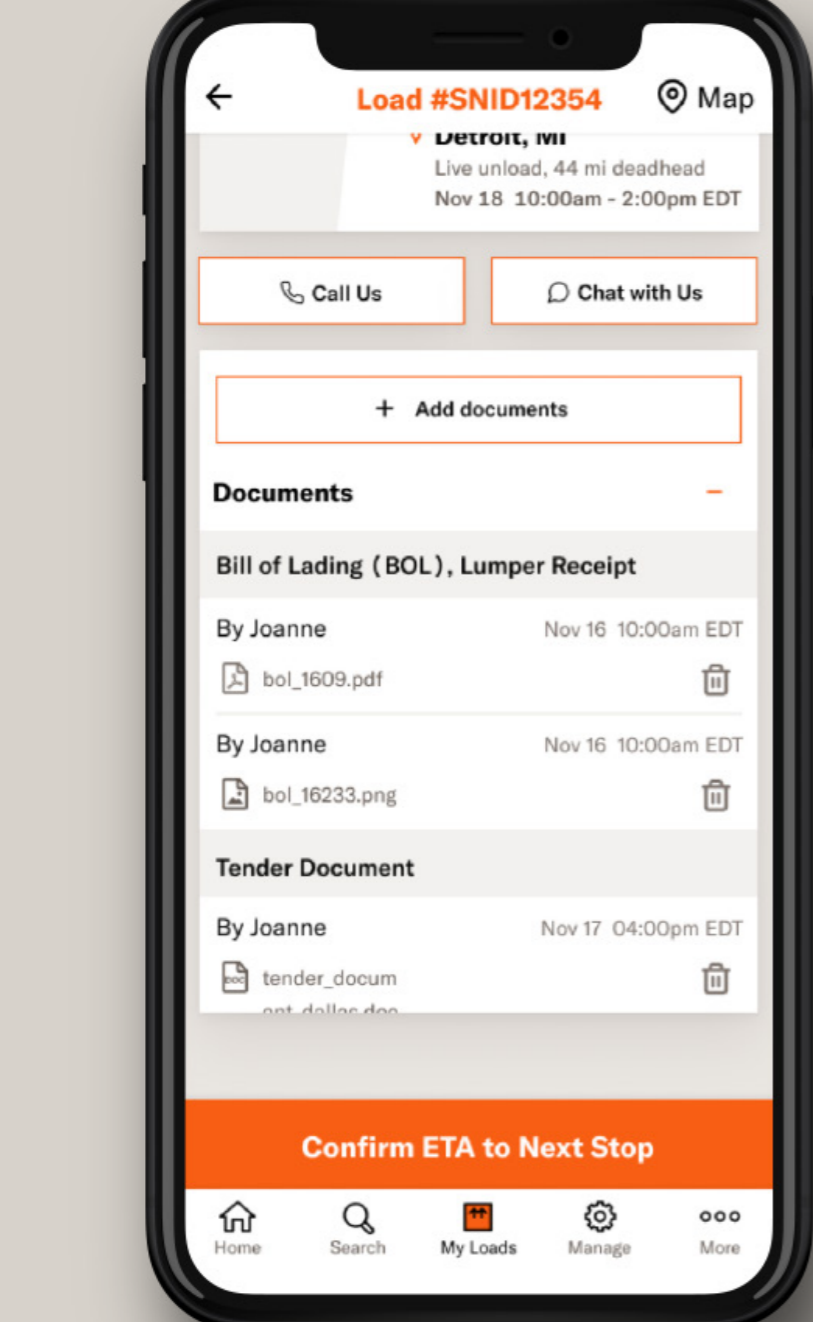 Load #SNID12354
Map
Detroit, MI
Live unload, 44 mi deadhead
Nov 18 10:00am - 2:00pm EDT
Call Us
Chat with Us
+ Add documents
Documents
Bill of Lading (BOL), Lumper Receipt
By Joanne
Nov 16 10:00am EDT
bol_1609.pdf
By Joanne
Nov 16 10:00am EDT
bol_16233.png
Tender Document
By Joanne
Nov 17 04:00pm EDT
DOC
tender_docum
ent_dallas.doc
Confirm ETA to Next Stop
Home
Search
My Loads
Manage
More